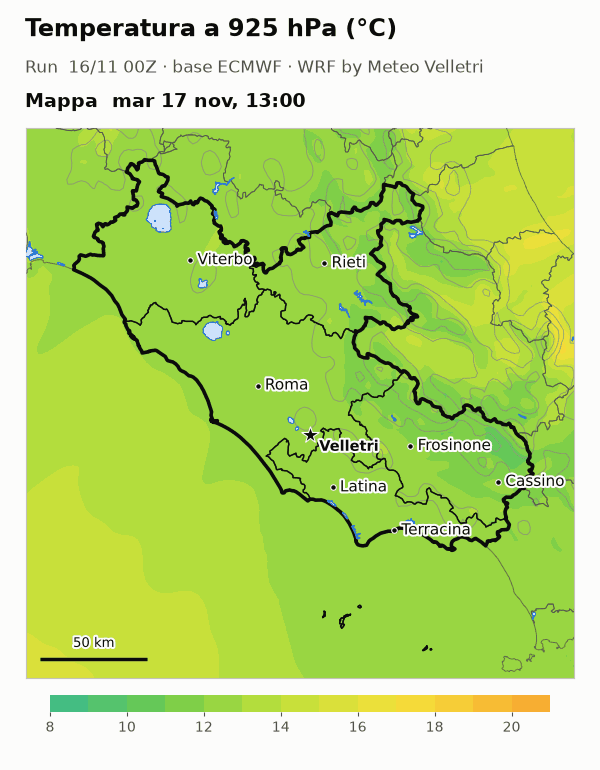 Temperatura a 925 hPa (°C)
Run  16/11 00Z · base ECMWF · WRF by Meteo Velletri
Mappa  mar 17 nov, 13:00
Viterbo
Rieti
Roma
Velletri
Frosinone
Latina
Cassino
Terracina
50 km
8 10 12 14 16 18 20